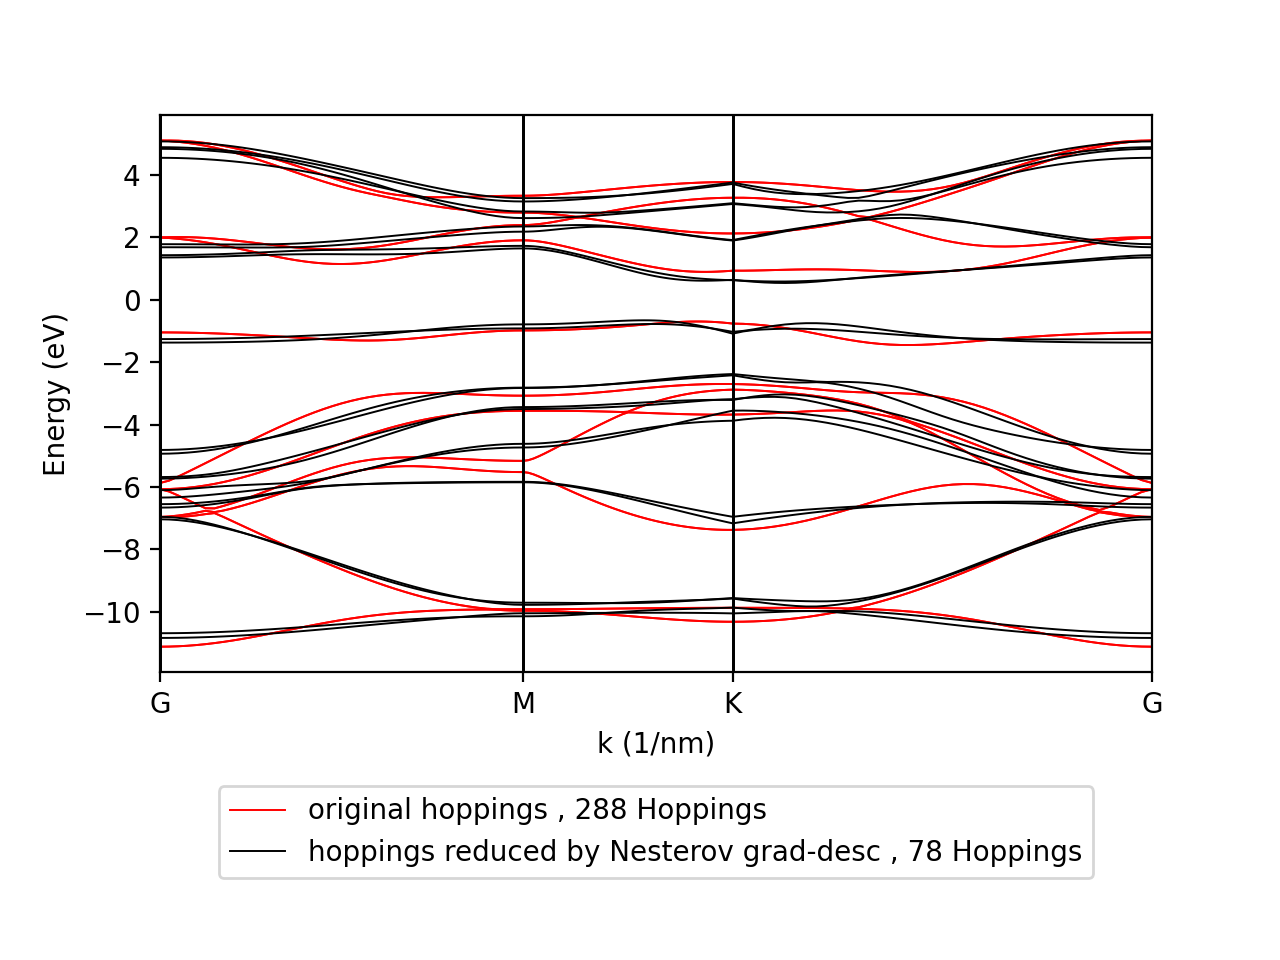 4
2
0
−2
−4
−6
−8
−10
Energy (eV)
G M K G
k (1/nm)
original hoppings , 288 Hoppings
hoppings reduced by Nesterov grad-desc , 78 Hoppings